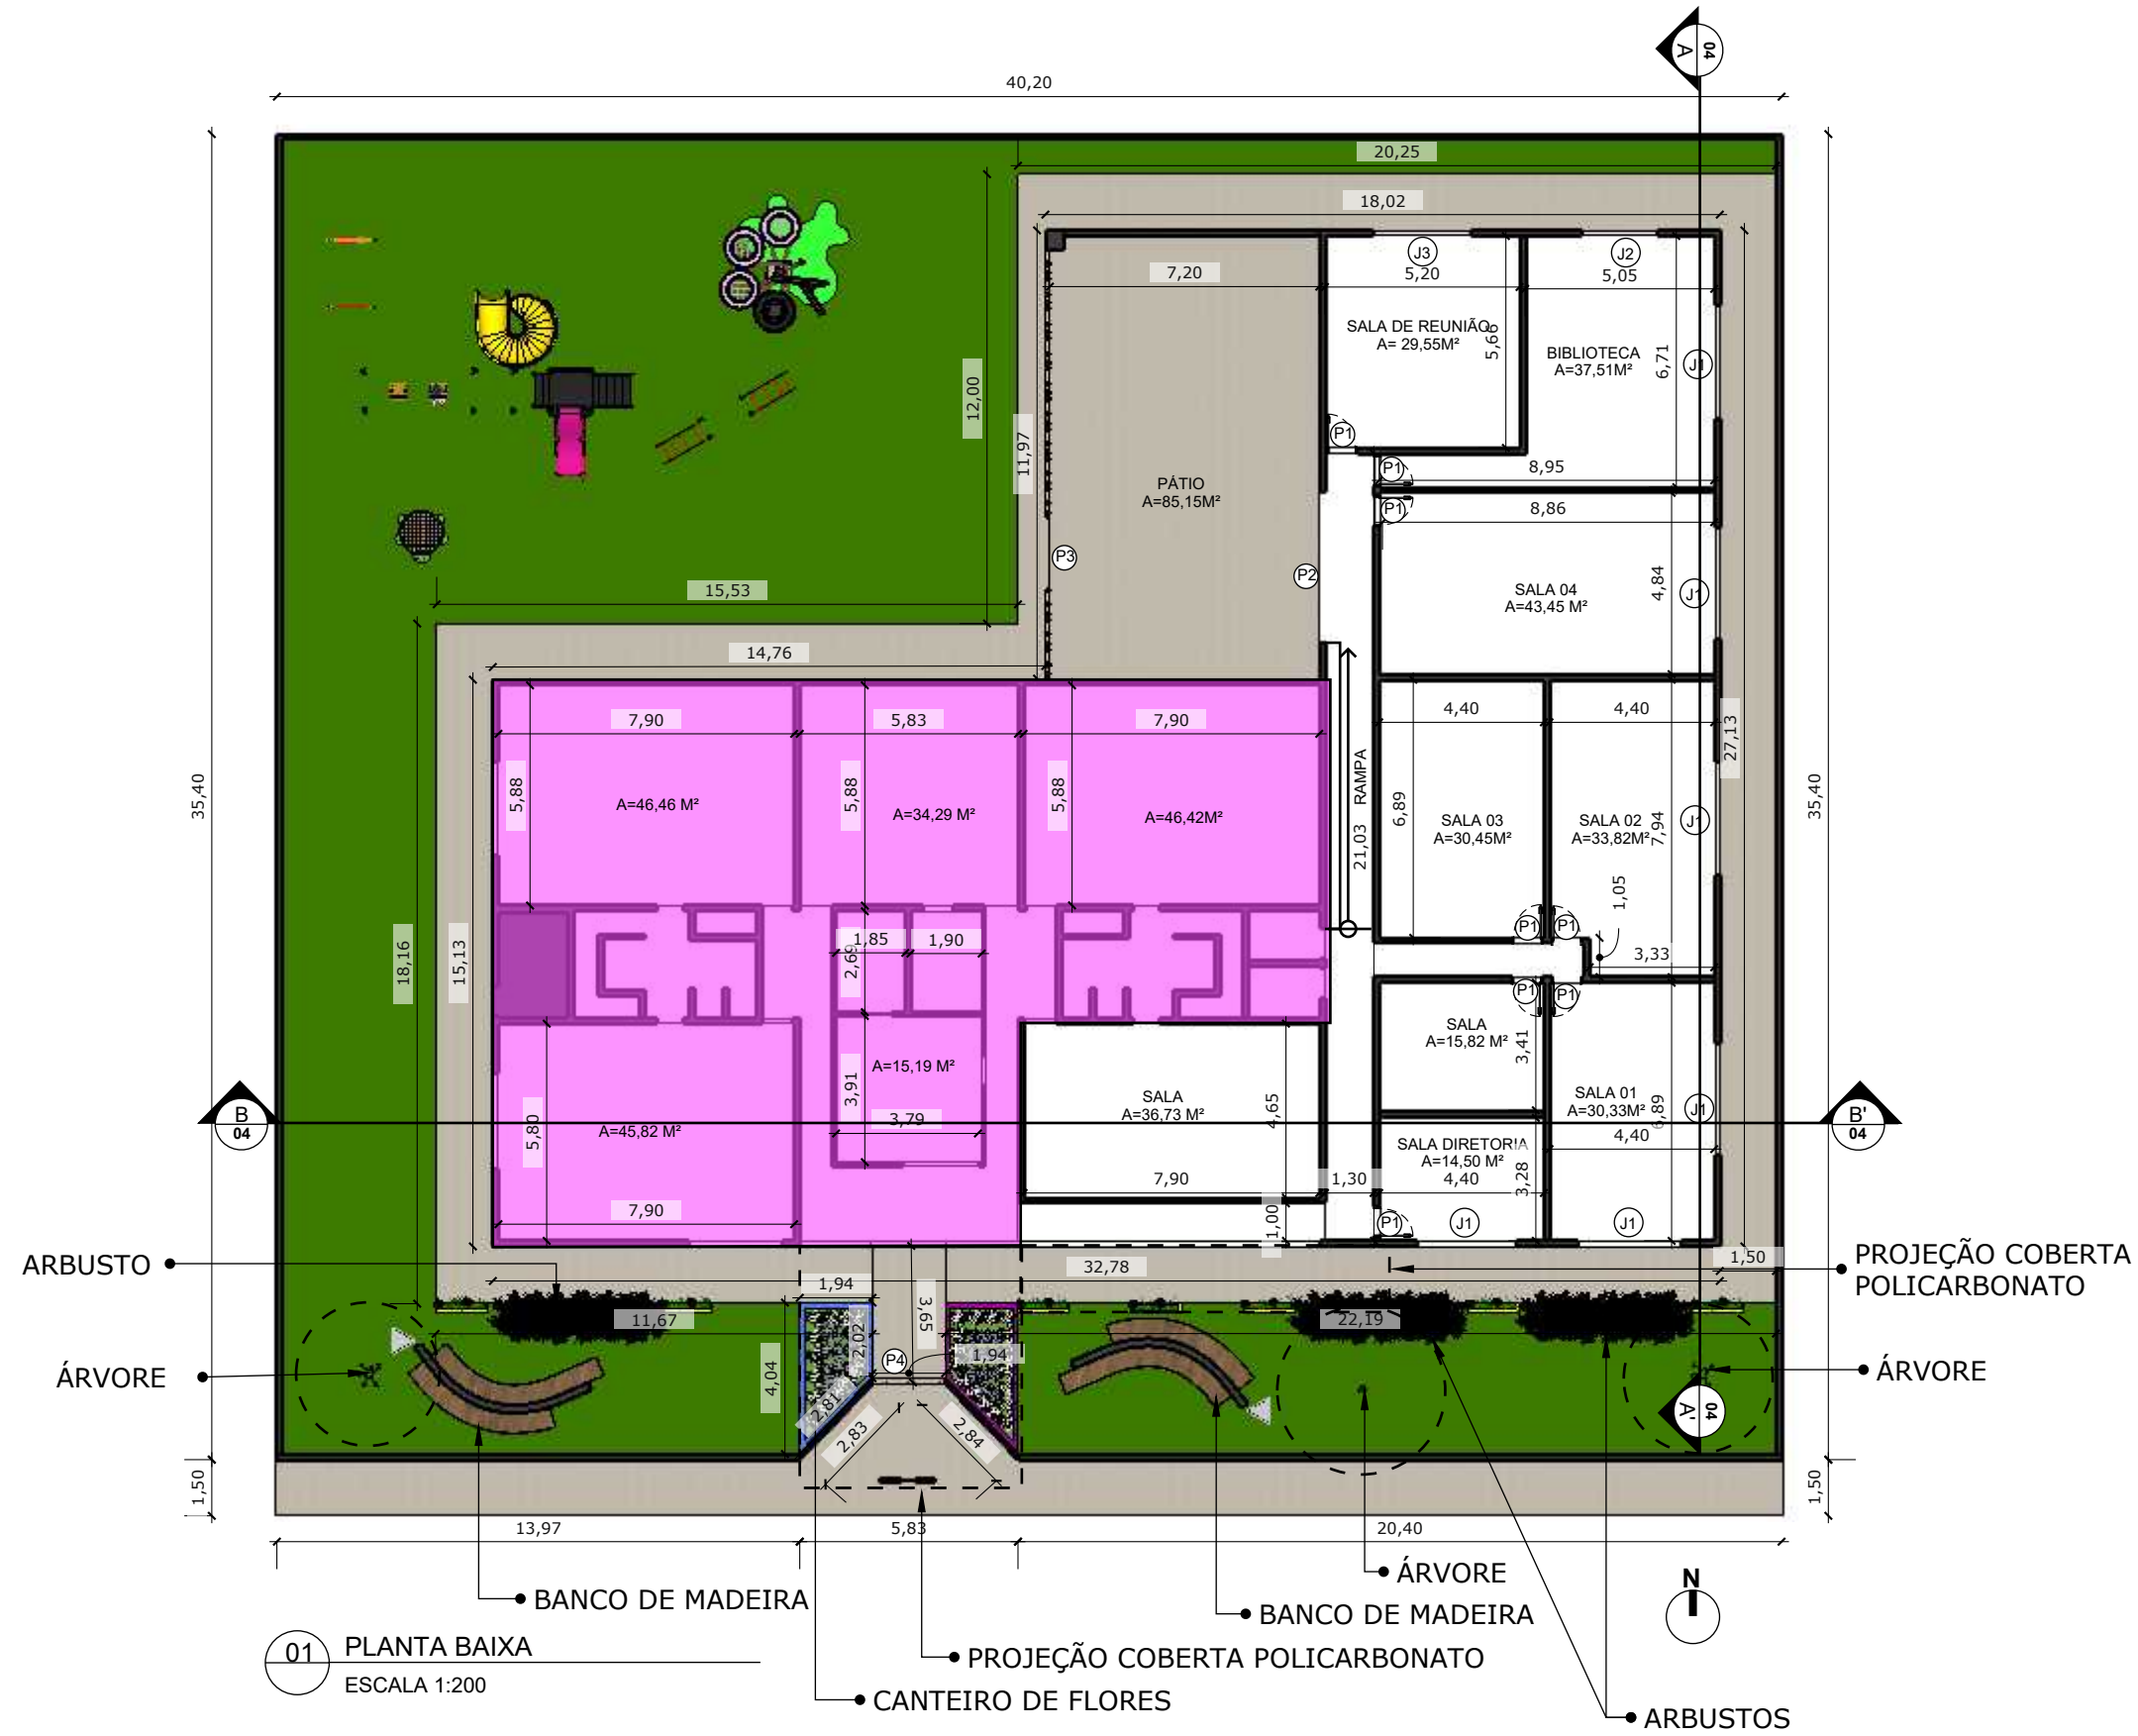 A
04
40,20
20,25
18,02
J3
J2
7,20
5,20
5,05
SALA DE REUNIÃO
A= 29,55M²
5,66
BIBLIOTECA
A=37,51M²
6,71
J1
12,00
11,97
P1
P1
8,95
PÁTIO
A=85,15M²
P1
8,86
P3
P2
15,53
SALA 04
A=43,45 M²
4,84
J1
14,76
7,90
5,83
7,90
4,40
4,40
27,13
35,40
35,40
5,88
A=46,46 M²
5,88
A=34,29 M²
5,88
A=46,42M²
21,03 RAMPA
6,89
SALA 03
A=30,45M²
SALA 02
A=33,82M²
7,94
J1
1,05
18,16
15,13
1,85
1,90
2,69
P1
P1
3,33
P1
P1
SALA
A=15,82 M²
3,41
3,91
A=15,19 M²
SALA
A=36,73 M²
4,65
SALA 01
A=30,33M²
6,89
J1
B
04
B'
04
5,80
A=45,82 M²
3,79
SALA DIRETORIA
A=14,50 M²
4,40
7,90
1,30
4,40
3,28
7,90
1,00
P1
J1
J1
ARBUSTO
1,94
32,78
1,50
PROJEÇÃO COBERTA
POLICARBONATO
11,67
2,02
3,65
22,19
P4
1,94
ÁRVORE
4,04
ÁRVORE
2,81
2,83
2,84
A'
04
1,50
1,50
13,97
5,83
20,40
ÁRVORE
N
BANCO DE MADEIRA
BANCO DE MADEIRA
01
PLANTA BAIXA
ESCALA 1:200
PROJEÇÃO COBERTA POLICARBONATO
CANTEIRO DE FLORES
ARBUSTOS